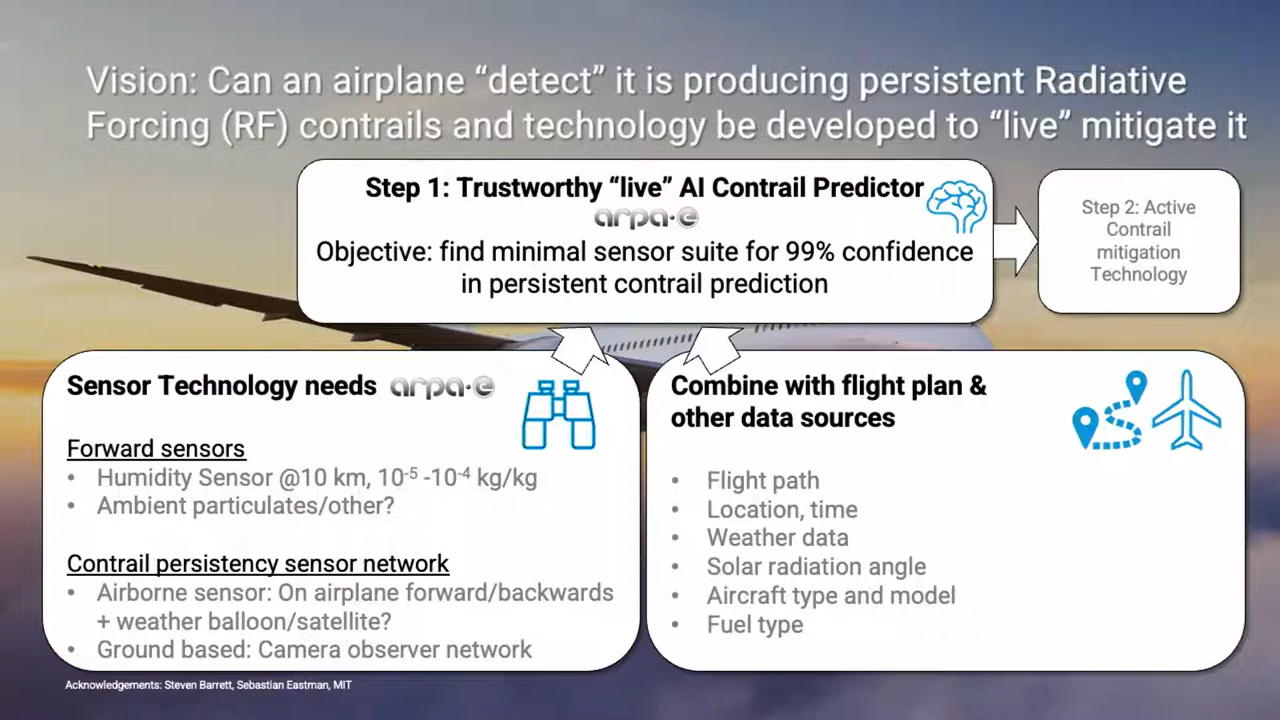 Vision: Can an airplane “detect” it is producing persistent Radiative
Forcing (RF) contrails and technology be developed to “live” mitigate it
Step 1: Trustworthy “live” AI Contrail Predictor
arpa·e
Objective: find minimal sensor suite for 99% confidence
in persistent contrail prediction
Step 2: Active
Contrail
mitigation
Technology
Sensor Technology needs arpa·e
Forward sensors
• Humidity Sensor @10 km, 10⁻⁵ -10⁻⁴ kg/kg
• Ambient particulates/other?
Contrail persistency sensor network
• Airborne sensor: On airplane forward/backwards
+ weather balloon/satellite?
• Ground based: Camera observer network
Combine with flight plan &
other data sources
• Flight path
• Location, time
• Weather data
• Solar radiation angle
• Aircraft type and model
• Fuel type
Acknowledgements: Steven Barrett, Sebastian Eastman, MIT